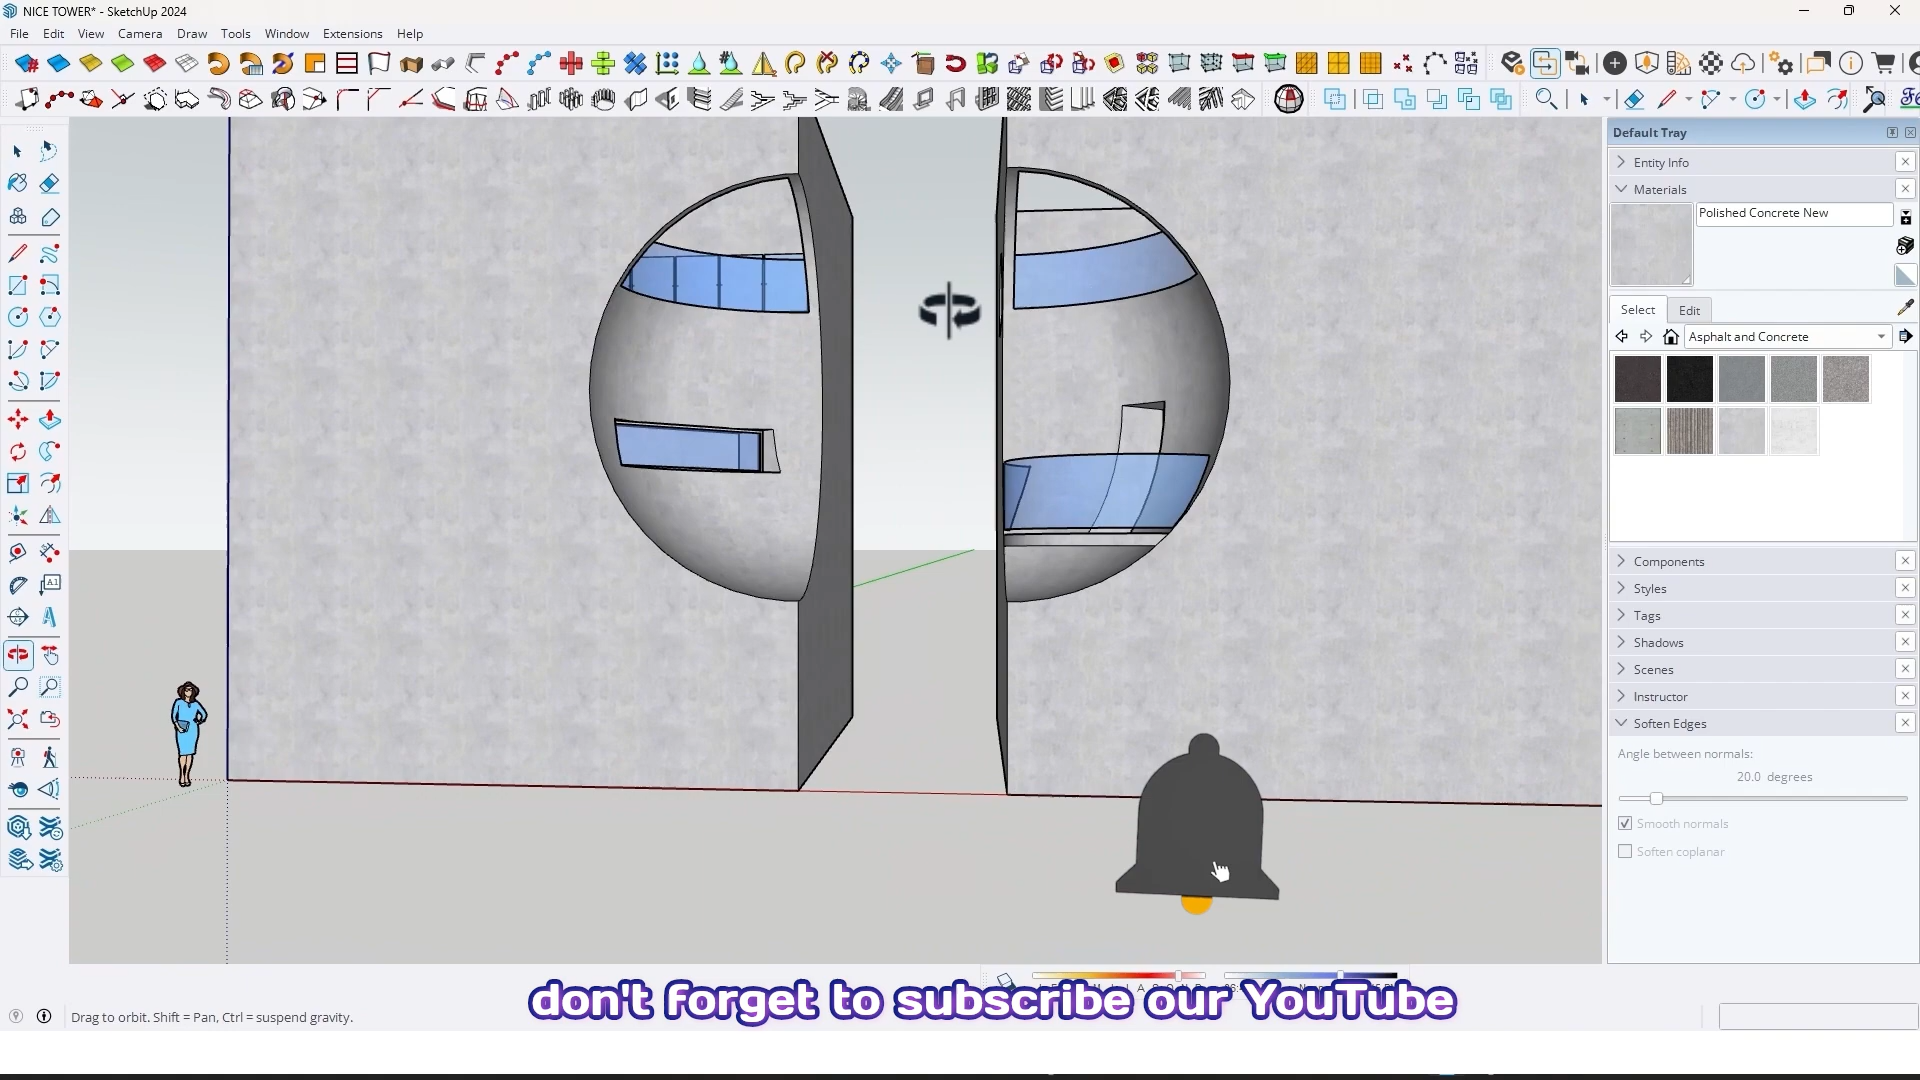 NICE TOWER* - SketchUp 2024
File Edit View Camera Draw Tools Window Extensions Help
Default Tray
Entity Info
Materials
Polished Concrete New
Select Edit
Asphalt and Concrete
Components
Styles
Tags
Shadows
Scenes
Instructor
Soften Edges
Angle between normals:
20.0 degrees
Smooth normals
Soften coplanar
don't forget to subscribe our YouTube
Drag to orbit. Shift = Pan, Ctrl = suspend gravity.